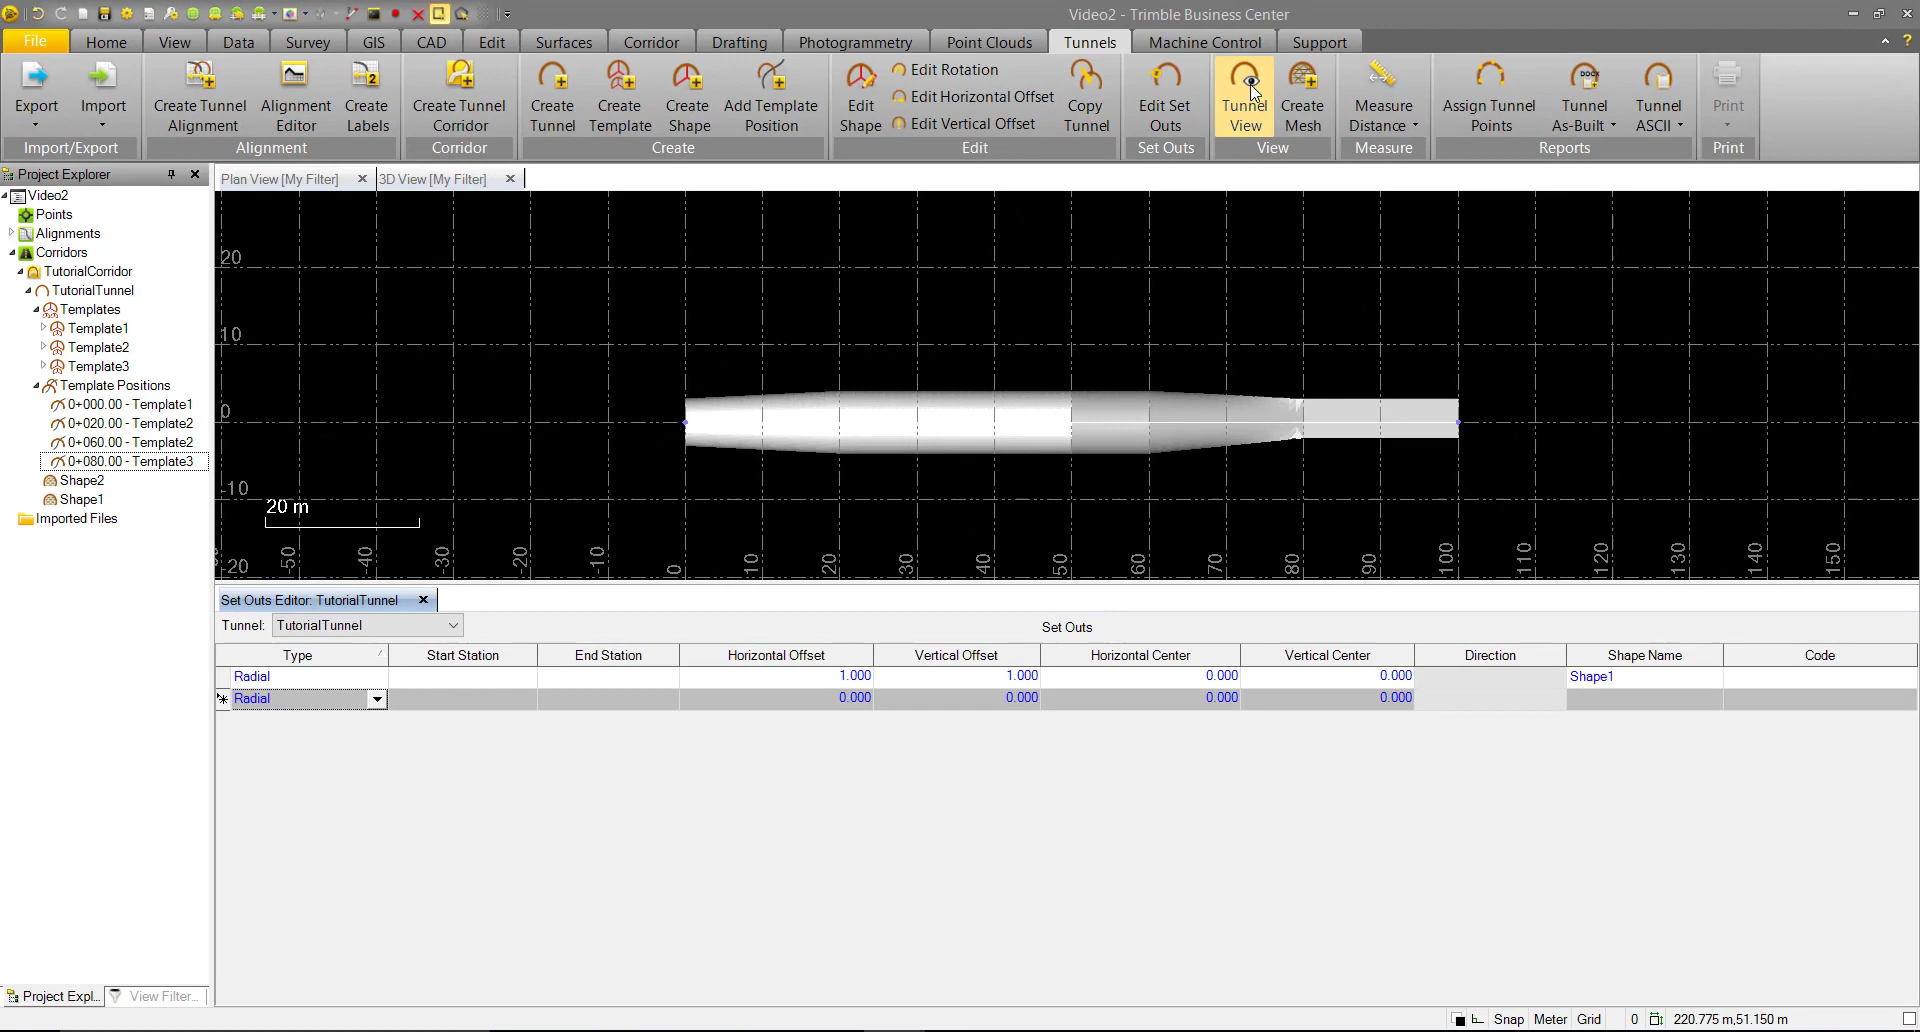 Video2 - Trimble Business Center
File Home View Data Survey GIS CAD Edit Surfaces Corridor Drafting Photogrammetry Point Clouds Tunnels Machine Control Support
Export
Import
Create Tunnel Alignment
Alignment Editor
Create Labels
Create Tunnel Corridor
Create Tunnel
Create Template
Create Shape
Add Template Position
Edit Shape
Edit Rotation
Edit Horizontal Offset
Edit Vertical Offset
Copy Tunnel
Edit Set Outs
Tunnel View
Create Mesh
Measure Distance
Assign Tunnel Points
DOCX
Tunnel As-Built
Tunnel ASCII
Print
Import/Export Alignment Corridor Create Edit Set Outs View Measure Reports Print
Project Explorer
Video2
Points
Alignments
Corridors
TutorialCorridor
TutorialTunnel
Templates
Template1
Template2
Template3
Template Positions
0+000.00 - Template1
0+020.00 - Template2
0+060.00 - Template2
0+080.00 - Template3
Shape2
Shape1
Imported Files
Project Expl... View Filter...
Plan View [My Filter] 3D View [My Filter]
20
10
0
-10
-20
20 m
-50 -40 -30 -20 -10 0 10 20 30 40 50 60 70 80 90 100 110 120 130 140 150
Set Outs Editor: TutorialTunnel
Tunnel: TutorialTunnel
Set Outs
Type Start Station End Station Horizontal Offset Vertical Offset Horizontal Center Vertical Center Direction Shape Name Code
Radial 1.000 1.000 0.000 0.000 Shape1
Radial 0.000 0.000 0.000 0.000
Snap Meter Grid 0 220.775 m,51.150 m